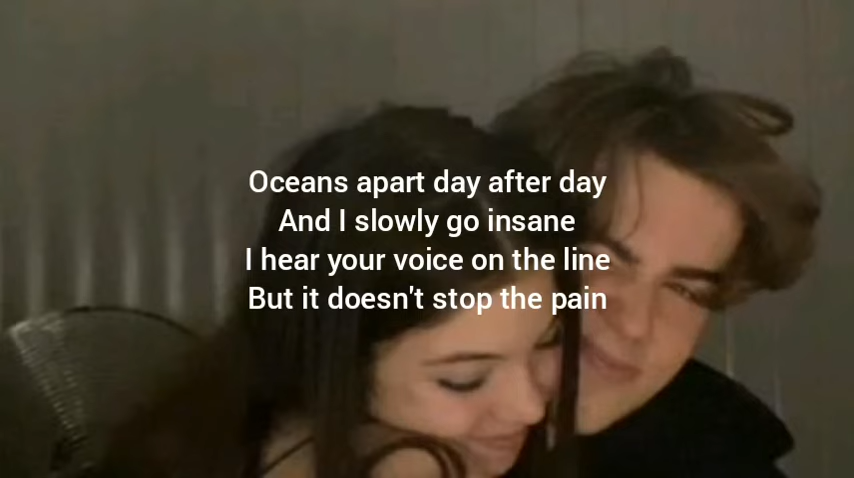 Oceans apart day after day
And I slowly go insane
I hear your voice on the line
But it doesn't stop the pain